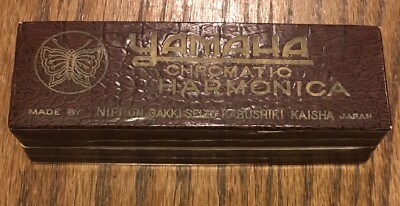 YAMAHA
CHROMATIC
HARMONICA
MADE BY NIPPON GAKKI SEIZO KABUSHIKI KAISHA JAPAN